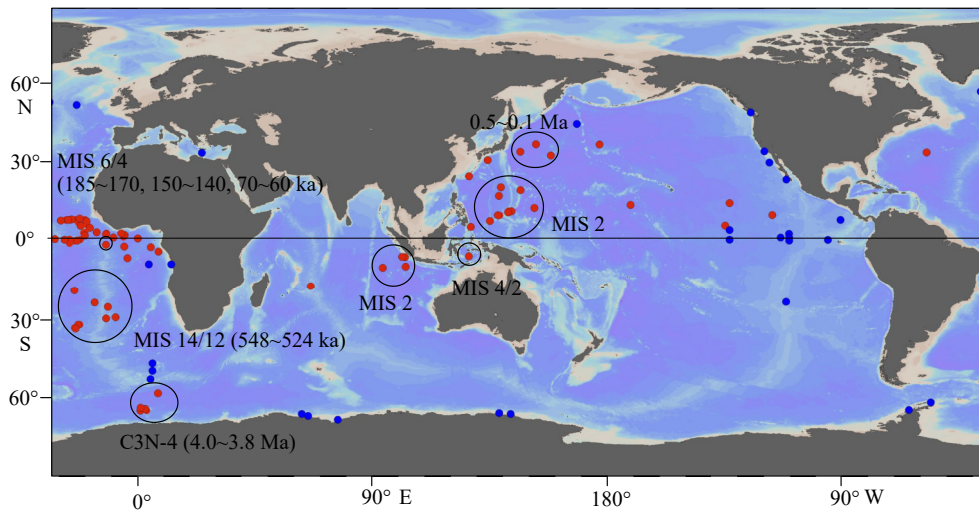 60°
N
0.5~0.1 Ma
30°
MIS 6/4
(185~170, 150~140, 70~60 ka)
MIS 2
0°
MIS 2
MIS 4/2
30°
S
MIS 14/12 (548~524 ka)
60°
C3N-4 (4.0~3.8 Ma)
0°
90° E
180°
90° W